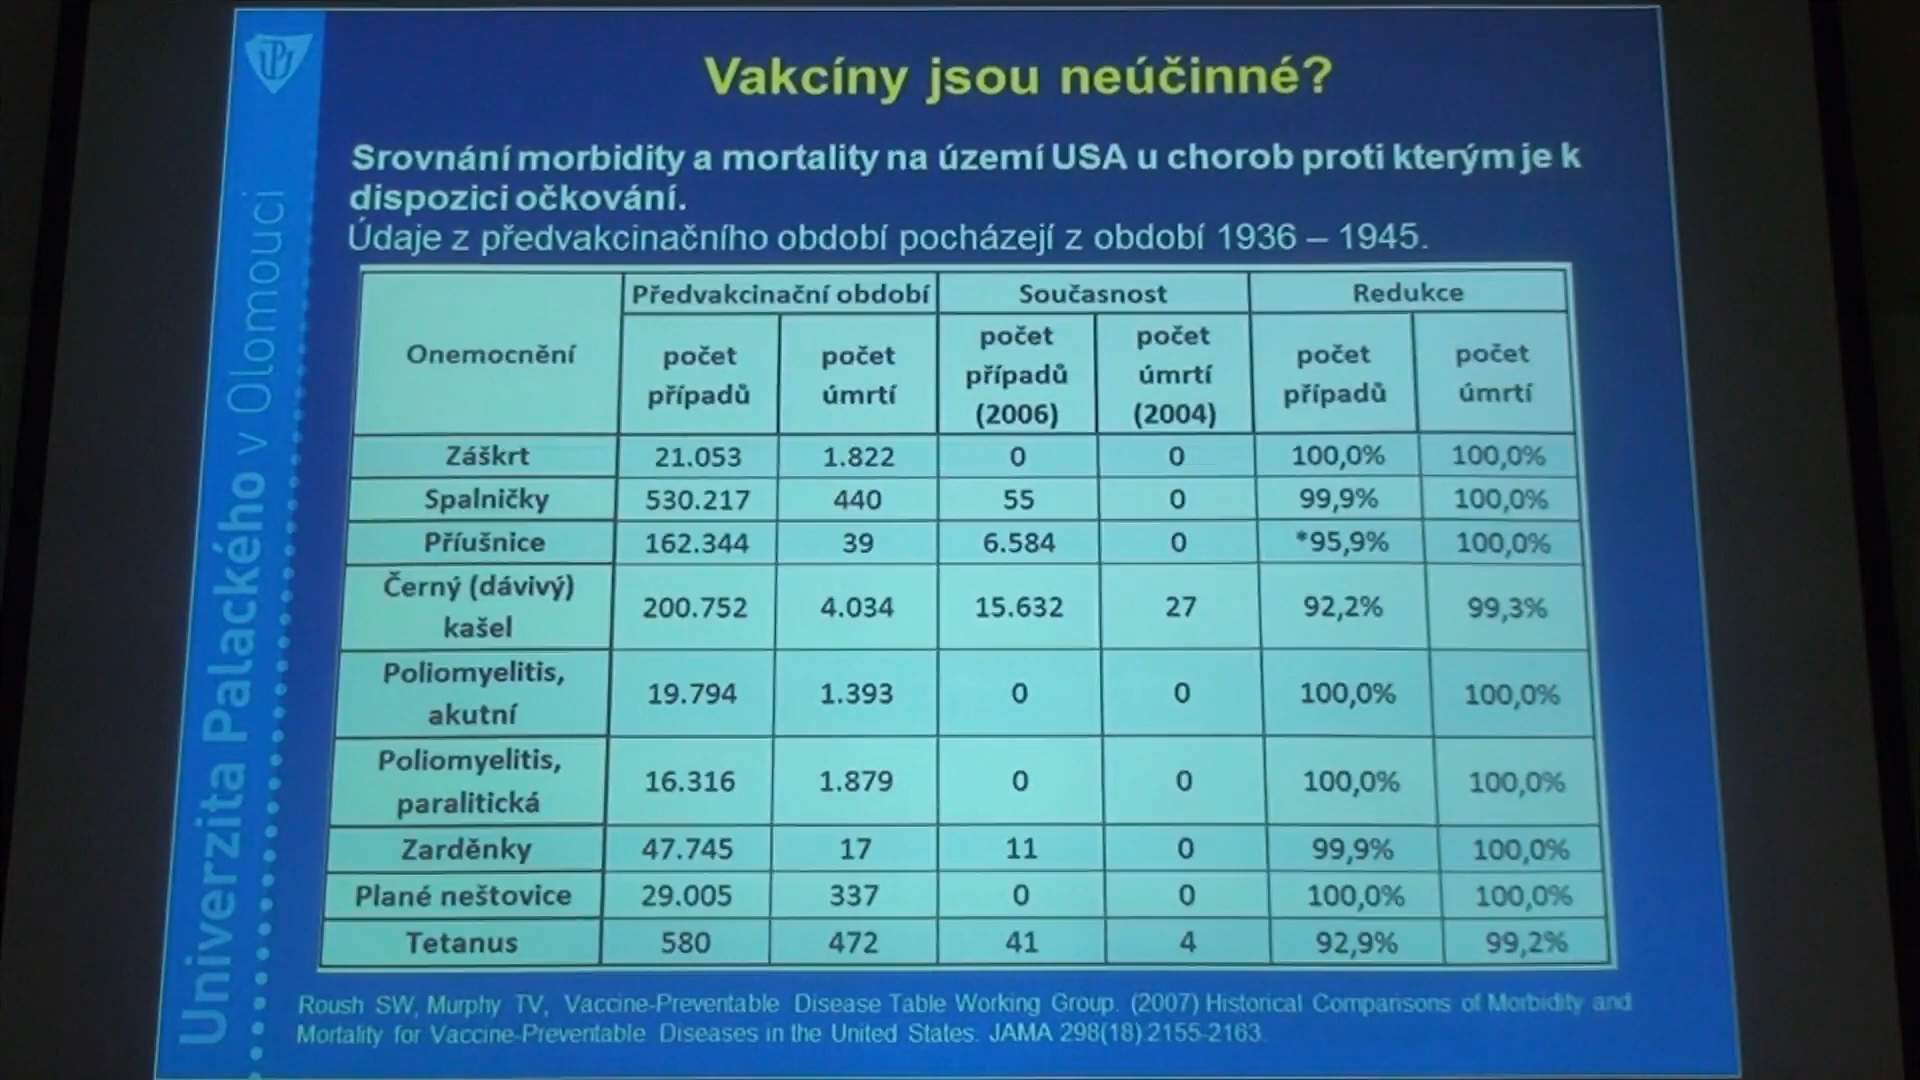 Univerzita Palackého v Olomouci
Vakcíny jsou neúčinné?
Srovnání morbidity a mortality na území USA u chorob proti kterým je k
dispozici očkování.
Údaje z předvakcinačního období pocházejí z období 1936 – 1945.
Onemocnění Předvakcinační období Současnost Redukce
počet případů počet úmrtí počet případů (2006) počet úmrtí (2004) počet případů počet úmrtí
Záškrt 21.053 1.822 0 0 100,0% 100,0%
Spalničky 530.217 440 55 0 99,9% 100,0%
Příušnice 162.344 39 6.584 0 *95,9% 100,0%
Černý (dávivý) kašel 200.752 4.034 15.632 27 92,2% 99,3%
Poliomyelitis, akutní 19.794 1.393 0 0 100,0% 100,0%
Poliomyelitis, paralitická 16.316 1.879 0 0 100,0% 100,0%
Zarděnky 47.745 17 11 0 99,9% 100,0%
Plané neštovice 29.005 337 0 0 100,0% 100,0%
Tetanus 580 472 41 4 92,9% 99,2%
Roush SW, Murphy TV, Vaccine-Preventable Disease Table Working Group. (2007) Historical Comparisons of Morbidity and
Mortality for Vaccine-Preventable Diseases in the United States. JAMA 298(18) 2155-2163.